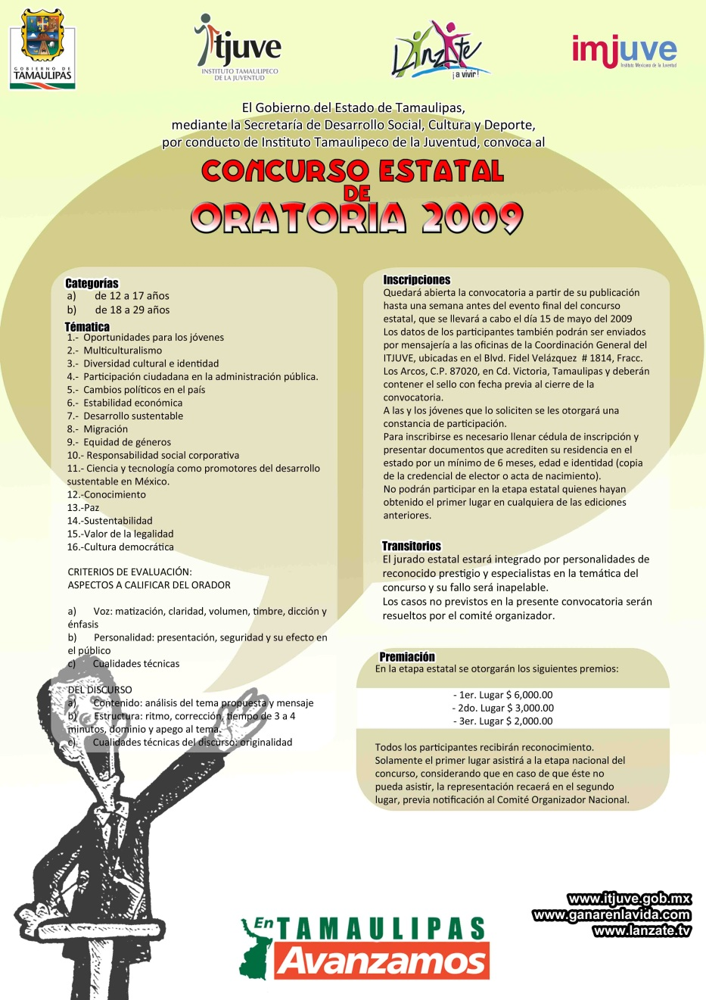 GOBIERNO DE
TAMAULIPAS
itjuve
INSTITUTO TAMAULIPECO
DE LA JUVENTUD
Lánzate
¡a vivir!
imjuve
Instituto Mexicano de la Juventud
El Gobierno del Estado de Tamaulipas,
mediante la Secretaría de Desarrollo Social, Cultura y Deporte,
por conducto de Instituto Tamaulipeco de la Juventud, convoca al
CONCURSO ESTATAL
DE
ORATORIA 2009
Categorías
a) de 12 a 17 años
b) de 18 a 29 años
Tématica
1.- Oportunidades para los jóvenes
2.- Multiculturalismo
3.- Diversidad cultural e identidad
4.- Participación ciudadana en la administración pública.
5.- Cambios políticos en el país
6.- Estabilidad económica
7.- Desarrollo sustentable
8.- Migración
9.- Equidad de géneros
10.- Responsabilidad social corporativa
11.- Ciencia y tecnología como promotores del desarrollo
sustentable en México.
12.-Conocimiento
13.-Paz
14.-Sustentabilidad
15.-Valor de la legalidad
16.-Cultura democrática
CRITERIOS DE EVALUACIÓN:
ASPECTOS A CALIFICAR DEL ORADOR
a) Voz: matización, claridad, volumen, timbre, dicción y
énfasis
b) Personalidad: presentación, seguridad y su efecto en
el público
c) Cualidades técnicas
DEL DISCURSO
a) Contenido: análisis del tema propuesta y mensaje
b) Estructura: ritmo, corrección, tiempo de 3 a 4
minutos, dominio y apego al tema.
c) Cualidades técnicas del discurso: originalidad
Inscripciones
Quedará abierta la convocatoria a partir de su publicación
hasta una semana antes del evento final del concurso
estatal, que se llevará a cabo el día 15 de mayo del 2009
Los datos de los participantes también podrán ser enviados
por mensajería a las oficinas de la Coordinación General del
ITJUVE, ubicadas en el Blvd. Fidel Velázquez # 1814, Fracc.
Los Arcos, C.P. 87020, en Cd. Victoria, Tamaulipas y deberán
contener el sello con fecha previa al cierre de la
convocatoria.
A las y los jóvenes que lo soliciten se les otorgará una
constancia de participación.
Para inscribirse es necesario llenar cédula de inscripción y
presentar documentos que acrediten su residencia en el
estado por un mínimo de 6 meses, edad e identidad (copia
de la credencial de elector o acta de nacimiento).
No podrán participar en la etapa estatal quienes hayan
obtenido el primer lugar en cualquiera de las ediciones
anteriores.
Transitorios
El jurado estatal estará integrado por personalidades de
reconocido prestigio y especialistas en la temática del
concurso y su fallo será inapelable.
Los casos no previstos en la presente convocatoria serán
resueltos por el comité organizador.
Premiación
En la etapa estatal se otorgarán los siguientes premios:
- 1er. Lugar $ 6,000.00
- 2do. Lugar $ 3,000.00
- 3er. Lugar $ 2,000.00
Todos los participantes recibirán reconocimiento.
Solamente el primer lugar asistirá a la etapa nacional del
concurso, considerando que en caso de que éste no
pueda asistir, la representación recaerá en el segundo
lugar, previa notificación al Comité Organizador Nacional.
www.itjuve.gob.mx
www.ganarenlavida.com
www.lanzate.tv
En TAMAULIPAS
Avanzamos